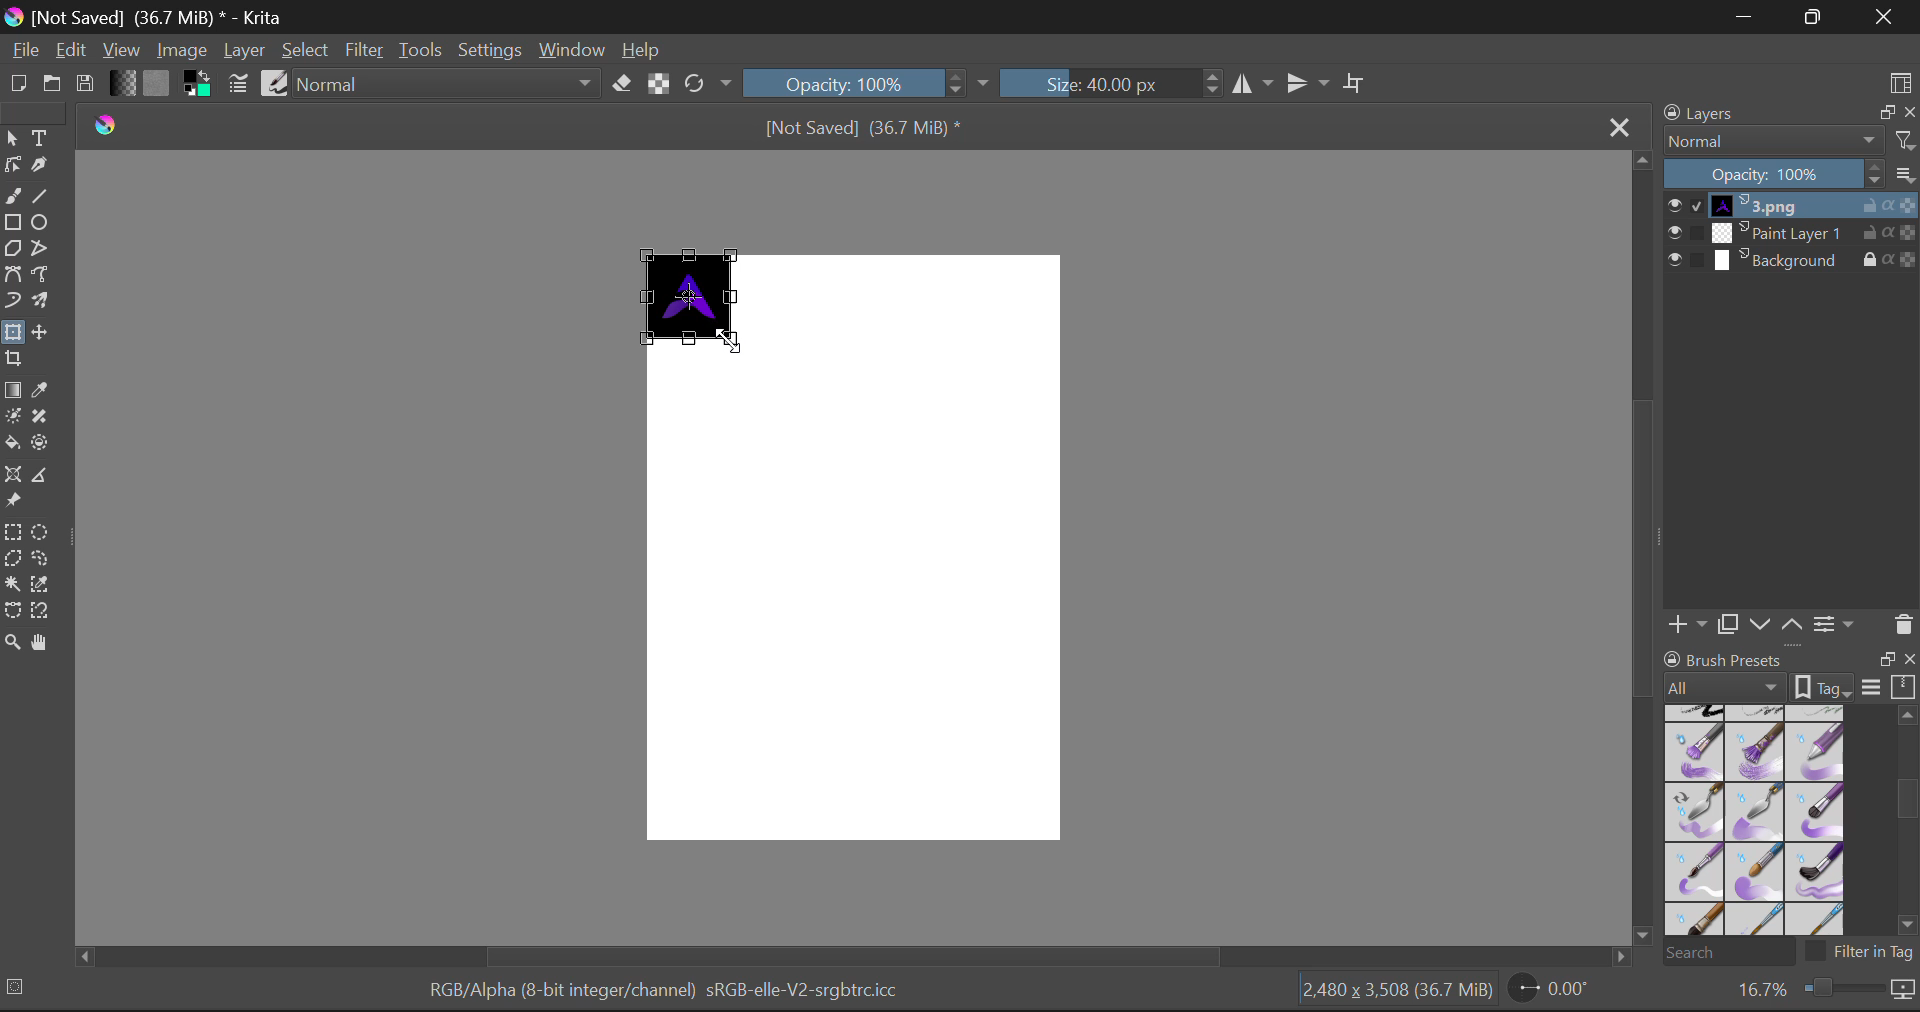 [Not Saved] (36.7 MiB) * - Krita
File Edit View Image Layer Select Filter Tools Settings Window Help
Normal Opacity: 100% Size: 40.00 px
[Not Saved] (36.7 MiB) *
Layers
Normal
Opacity: 100%
3.png
Paint Layer 1
Background
Brush Presets
All Tag
Search Filter in Tag
RGB/Alpha (8-bit integer/channel) sRGB-elle-V2-srgbtrc.icc 2,480 x 3,508 (36.7 MiB) 0.00° 16.7%